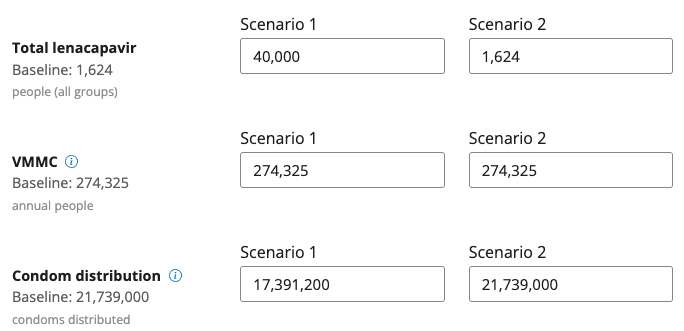 Total lenacapavir
Baseline: 1,624
people (all groups)
Scenario 1
40,000
Scenario 2
1,624
VMMC
Baseline: 274,325
annual people
Scenario 1
274,325
Scenario 2
274,325
Condom distribution
Baseline: 21,739,000
condoms distributed
Scenario 1
17,391,200
Scenario 2
21,739,000